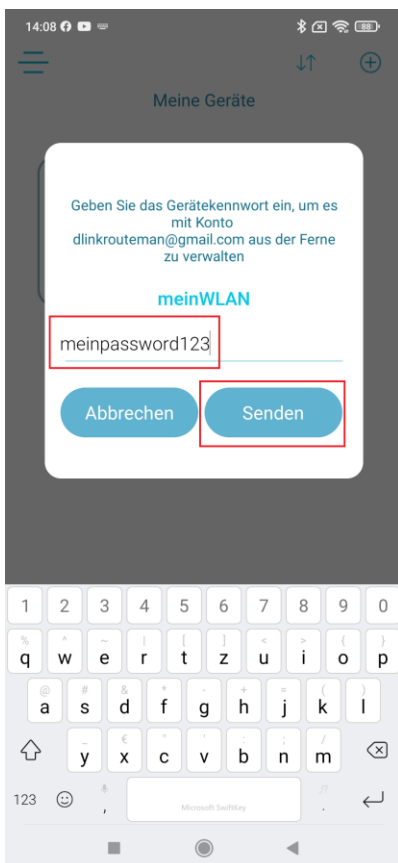 14:08
88
Meine Geräte
Geben Sie das Gerätekennwort ein, um es
mit Konto
dlinkrouteman@gmail.com aus der Ferne
zu verwalten
meinWLAN
meinpassword123
Abbrechen
Senden
1 2 3 4 5 6 7 8 9 0
% ^ ~ | [ ] < > { }
q w e r t z u i o p
@ # & * - + = ( )
a s d f g h j k l
_ € " ' : ; /
y x c v b n m
123 , Microsoft SwiftKey .